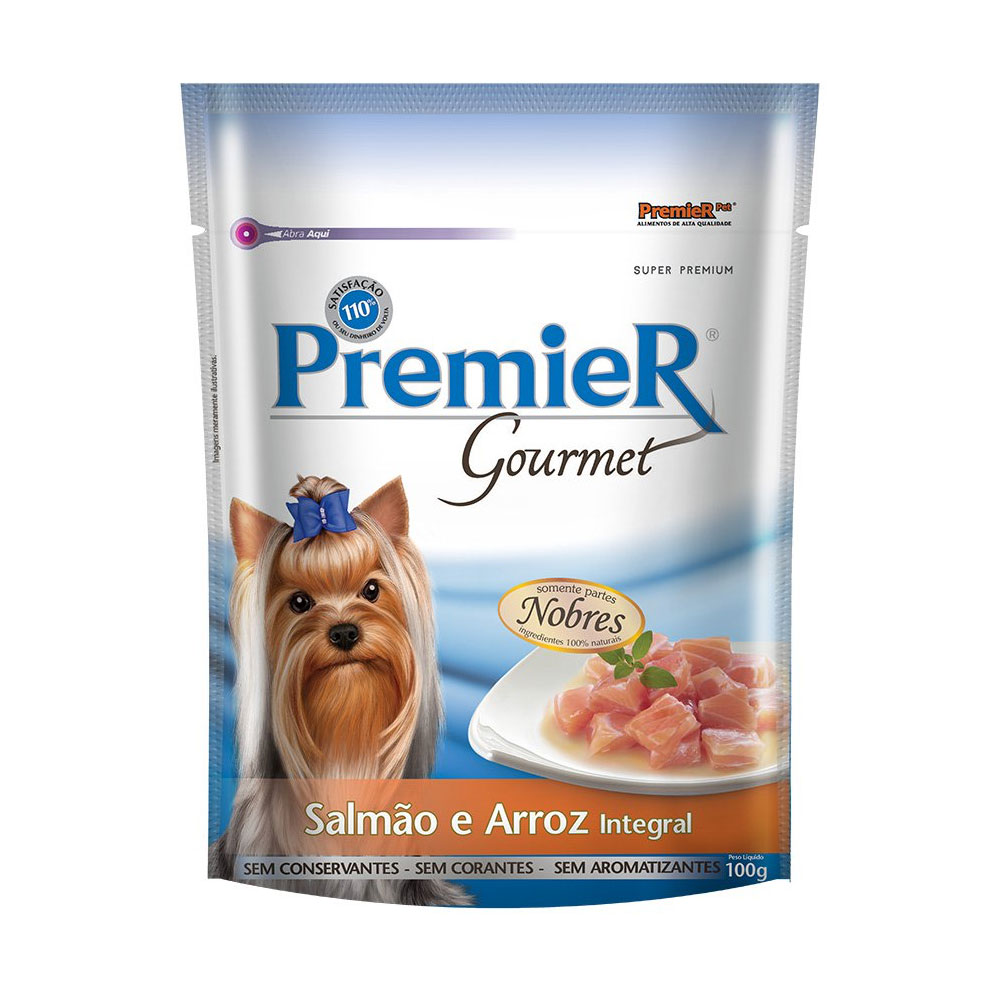 PremieR Pet®
ALIMENTOS DE ALTA QUALIDADE
Abra Aqui
SUPER PREMIUM
SATISFAÇÃO
110%
OU SEU DINHEIRO DE VOLTA
PremieR®
Gourmet
Imagens meramente ilustrativas.
somente partes
Nobres
ingredientes 100% naturais
Salmão e Arroz Integral
SEM CONSERVANTES - SEM CORANTES - SEM AROMATIZANTES
Peso Líquido
100g